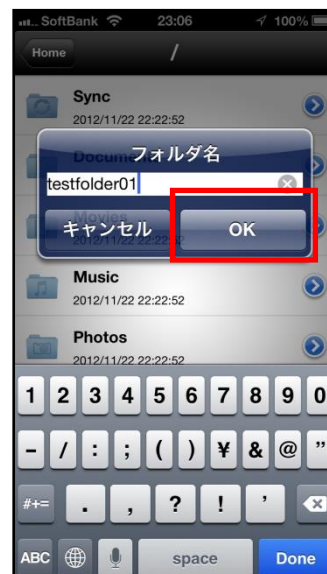 SoftBank 23:06 100%
Home /
Sync
2012/11/22 22:22:52
フォルダ名
testfolder01
キャンセル OK
Music
2012/11/22 22:22:52
Photos
2012/11/22 22:22:52
1 2 3 4 5 6 7 8 9 0
- / : ; ( ) ¥ & @ "
#+= . , ? ! '
ABC space Done